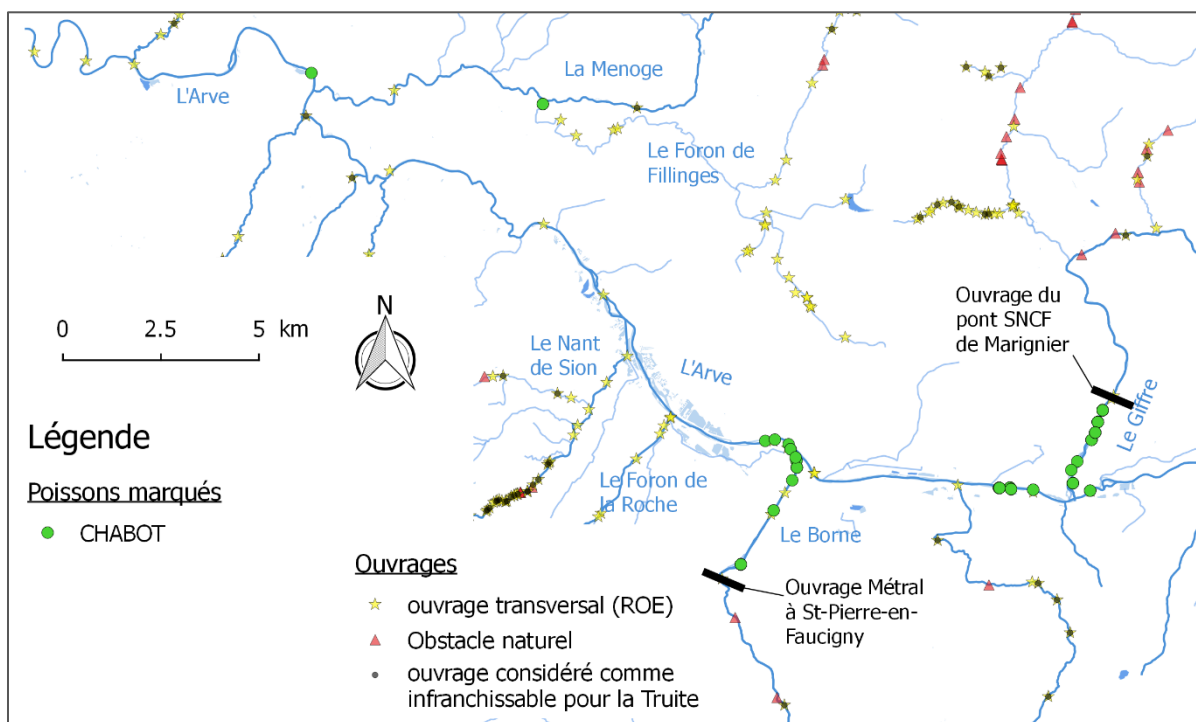 La Menoge
L'Arve
Le Foron de
Fillinges
Ouvrage du
pont SNCF
de Marignier
N
0 2.5 5 km
Le Nant
de Sion
L'Arve
Le Giffre
Légende
Poissons marqués
CHABOT
Le Foron de
la Roche
Le Borne
Ouvrages
ouvrage transversal (ROE)
Obstacle naturel
ouvrage considéré comme
infranchissable pour la Truite
Ouvrage Métral
à St-Pierre-en-
Faucigny